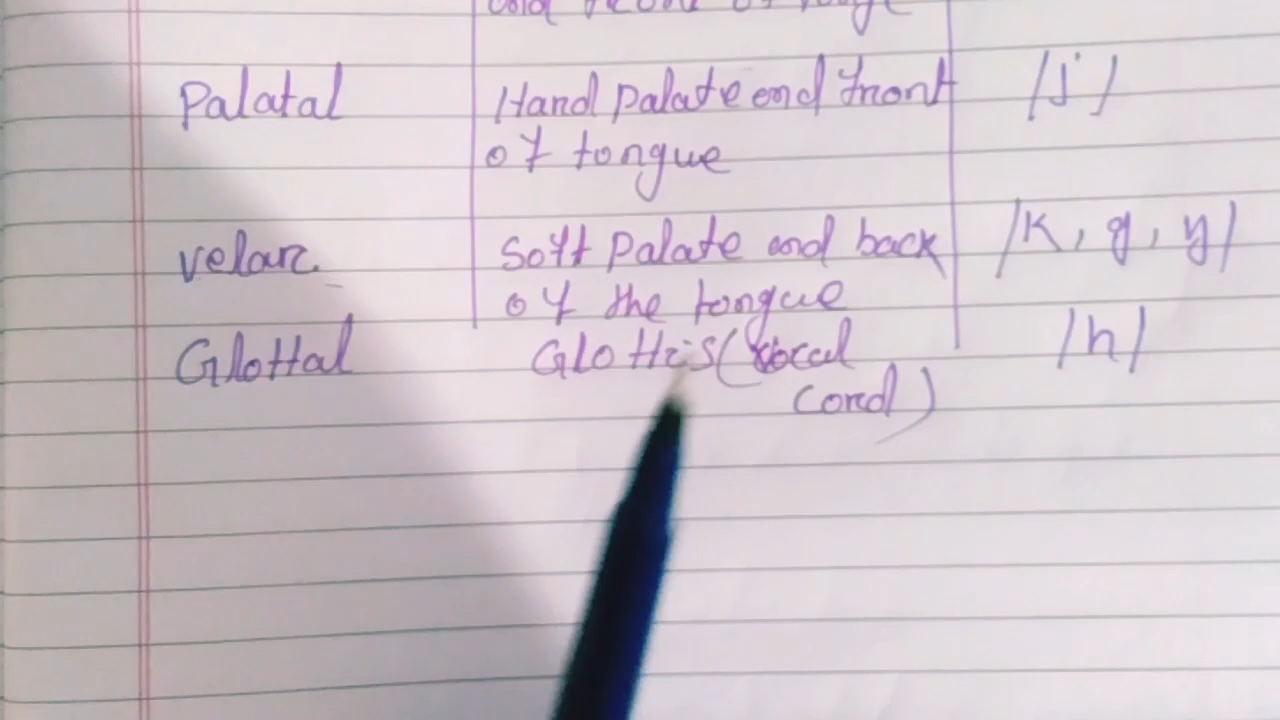 Palatal Hard palate and front /j/
of tongue
velar. Soft palate and back /k, g, y/
of the tongue
Glottal Glottis (vocal /h/
cord)